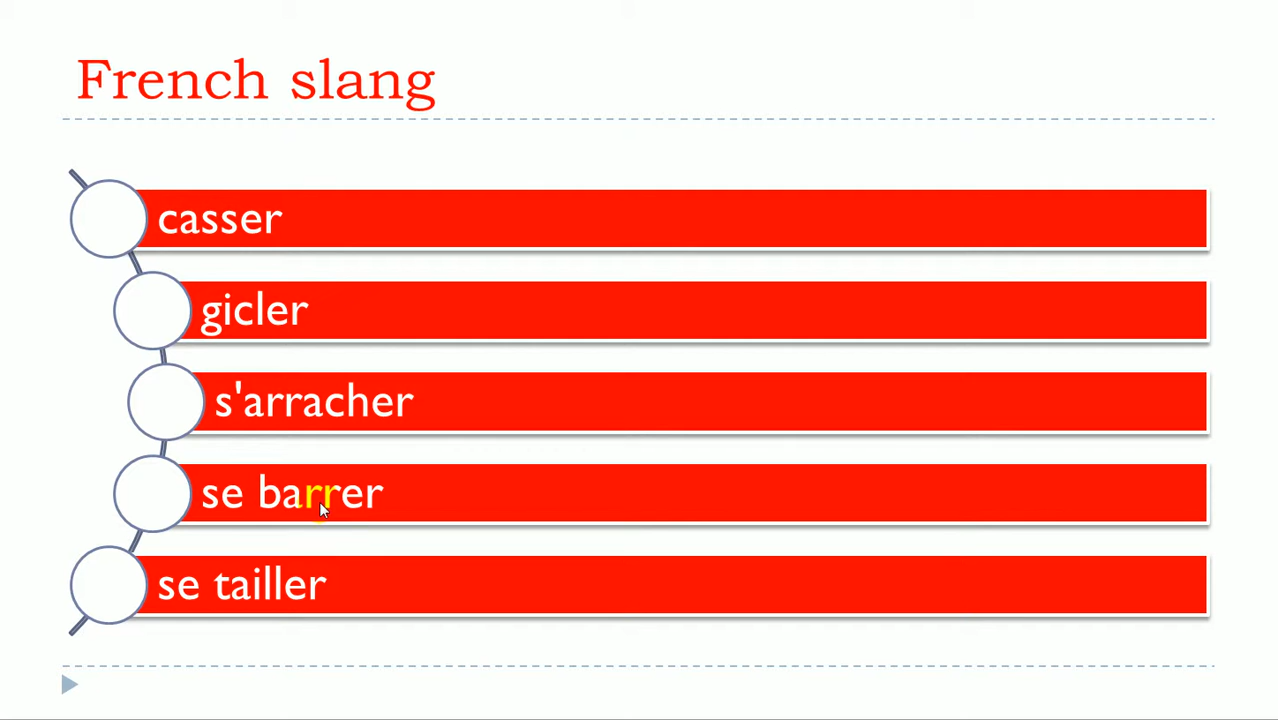 French slang
casser
gicler
s'arracher
se barrer
se tailler